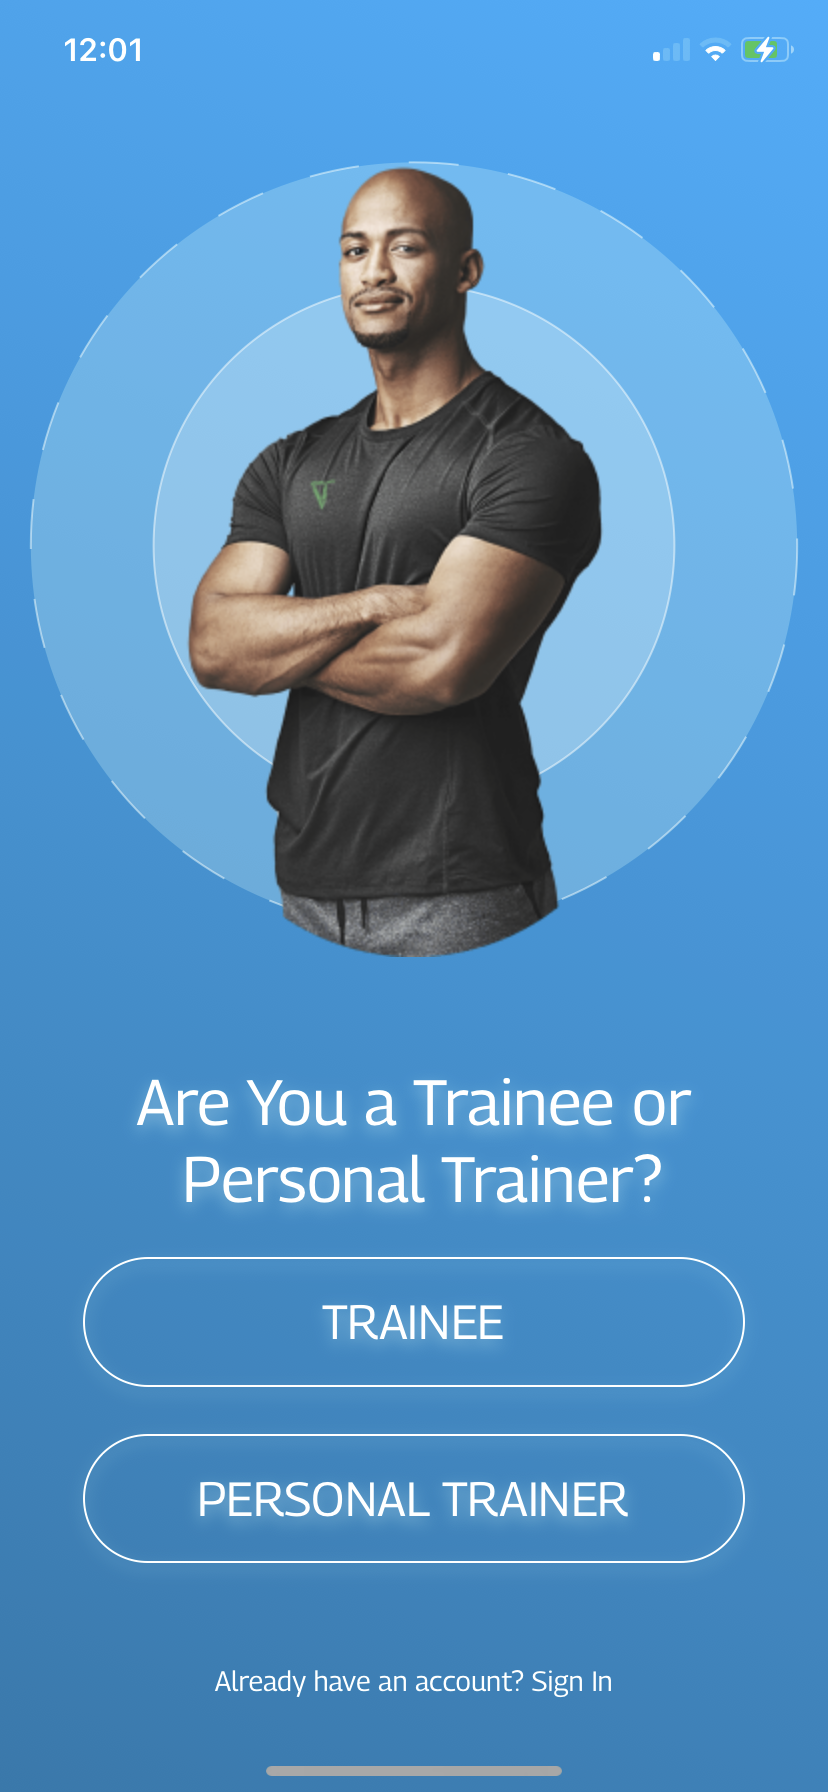 12:01
Are You a Trainee or
Personal Trainer?
TRAINEE
PERSONAL TRAINER
Already have an account? Sign In